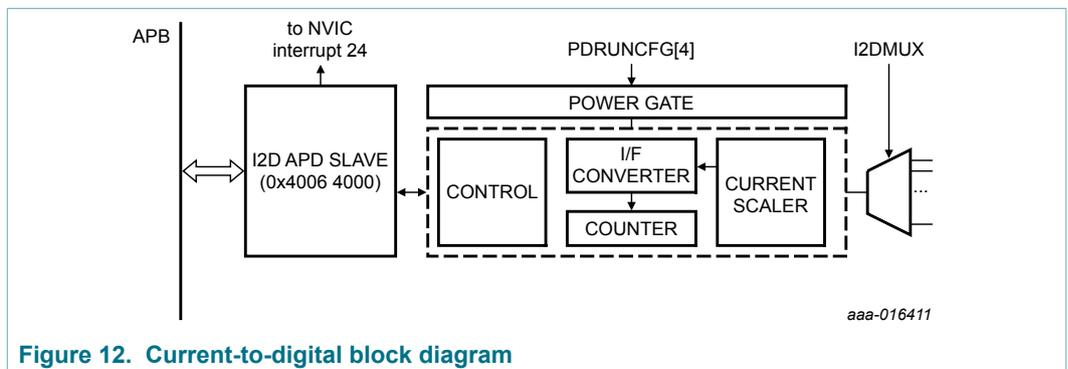 APB
to NVIC
interrupt 24
PDRUNCFG[4]
I2DMUX
POWER GATE
I2D APD SLAVE
(0x4006 4000)
CONTROL
I/F
CONVERTER
COUNTER
CURRENT
SCALER
...
aaa-016411
Figure 12. Current-to-digital block diagram